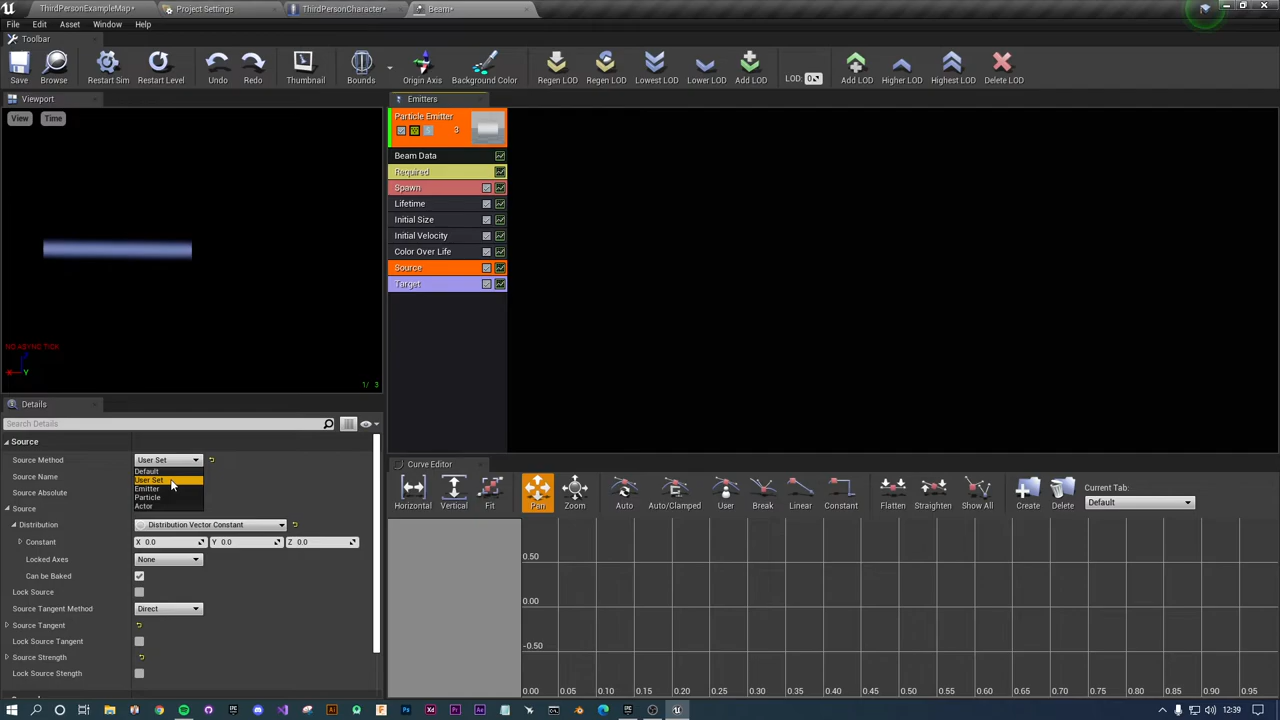 ThirdPersonExampleMap*
Project Settings
ThirdPersonCharacter*
Beam*
File Edit Asset Window Help
Toolbar
Save Browse Restart Sim Restart Level Undo Redo Thumbnail Bounds Origin Axis Background Color Regen LOD Regen LOD Lowest LOD Lower LOD Add LOD LOD: 0 Add LOD Higher LOD Highest LOD Delete LOD
Viewport
View Time
NO ASYNC TICK
Y
1/ 3
Emitters
Particle Emitter
3
Beam Data
Required
Spawn
Lifetime
Initial Size
Initial Velocity
Color Over Life
Source
Target
Details
Search Details
Source
Source Method User Set
Default
User Set
Emitter
Particle
Actor
Source Name
Source Absolute
Source
Distribution Distribution Vector Constant
Constant X 0.0 Y 0.0 Z 0.0
Locked Axes None
Can be Baked
Lock Source
Source Tangent Method Direct
Source Tangent
Lock Source Tangent
Source Strength
Lock Source Stength
Curve Editor
Horizontal Vertical Fit Pan Zoom Auto Auto/Clamped User Break Linear Constant Flatten Straighten Show All Create Delete
Current Tab:
Default
0.50
0.00
-0.50
0.00 0.05 0.10 0.15 0.20 0.25 0.30 0.35 0.40 0.45 0.50 0.55 0.60 0.65 0.70 0.75 0.80 0.85 0.90 0.95
12:39